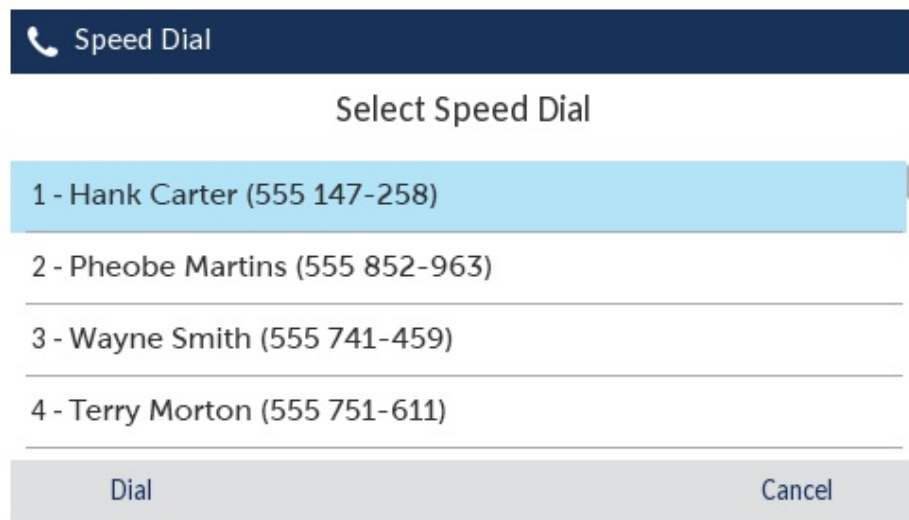 Speed Dial
Select Speed Dial
1 - Hank Carter (555 147-258)
2 - Pheobe Martins (555 852-963)
3 - Wayne Smith (555 741-459)
4 - Terry Morton (555 751-611)
Dial Cancel